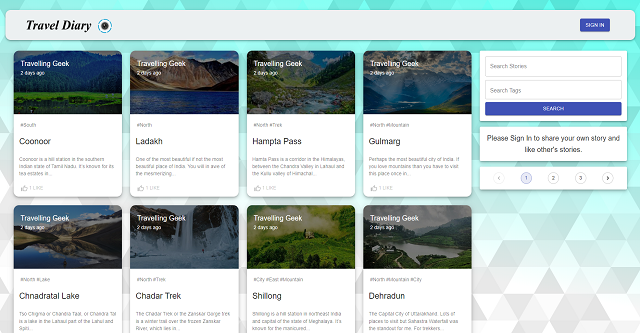 Travel Diary
SIGN IN
Travelling Geek
2 days ago
#South
Coonoor
Coonoor is a hill station in the southern
Indian state of Tamil Nadu. It's known for its
tea estates in...
1 LIKE
Travelling Geek
2 days ago
#North
Ladakh
One of the most beautiful if not the most
beautiful place of India. You will in awe of
the mesmerizing...
1 LIKE
Travelling Geek
2 days ago
#North #Trek
Hampta Pass
Hampta Pass is a corridor in the Himalayas,
between the Chandra Valley in Lahaul and
the Kullu valley of Himachal...
1 LIKE
Travelling Geek
2 days ago
#North #Mountain
Gulmarg
Perhaps the most beautiful city of India. If
you love mountains than you have to visit
this place once in...
1 LIKE
Search Stories
Search Tags
SEARCH
Please Sign In to share your own story and
like other's stories.
1 2 3
Travelling Geek
2 days ago
#North #Lake
Chnadratal Lake
Tso Chigma or Chandra Taal, or Chandra Tal
is a lake in the Lahaul part of the Lahul and
Spiti
Travelling Geek
2 days ago
#North #Trek
Chadar Trek
The Chadar Trek or the Zanskar Gorge trek
is a winter trail over the frozen Zanskar
River, which lies in...
Travelling Geek
2 days ago
#City #East #Mountain
Shillong
Shillong is a hill station in northeast India
and capital of the state of Meghalaya. It's
known for the manicured...
Travelling Geek
2 days ago
#North #Mountain #City
Dehradun
The Capital City of Uttarakhand. Lots of
places to visit but Sahastra Waterfall was
the standout for me. For trekkers...